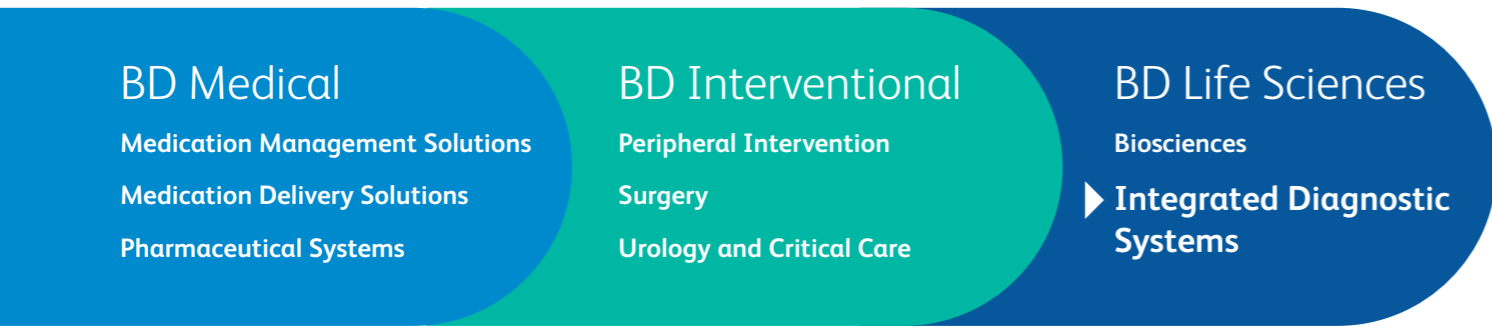 BD Medical
Medication Management Solutions
Medication Delivery Solutions
Pharmaceutical Systems
BD Interventional
Peripheral Intervention
Surgery
Urology and Critical Care
BD Life Sciences
Biosciences
Integrated Diagnostic
Systems